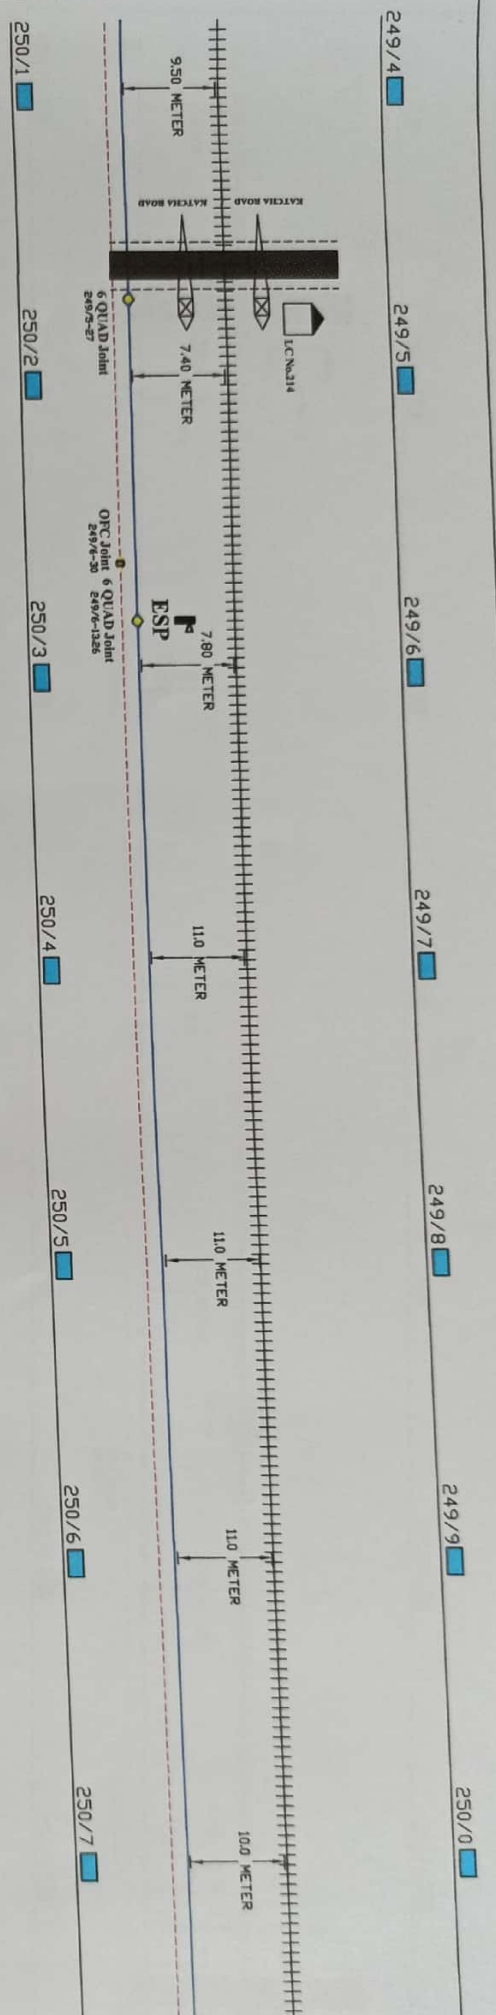 249/4
249/5
249/6
249/7
249/8
249/9
250/0
KATCHA ROAD
KATCHA ROAD
LC No.214
9.50 METER
7.40 METER
7.80 METER
11.0 METER
11.0 METER
11.0 METER
10.0 METER
ESP
6 QUAD Joint
249/5-27
OFC Joint
249/6-30
6 QUAD Joint
249/6-13.26
250/1
250/2
250/3
250/4
250/5
250/6
250/7